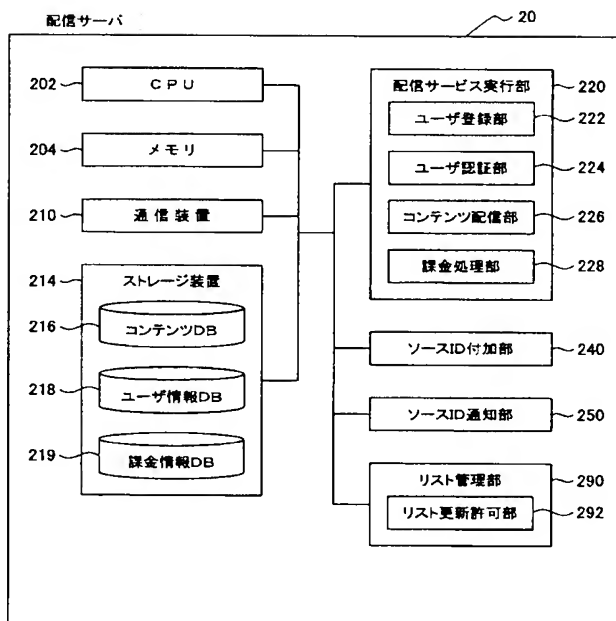 配信サーバ
20
202
CPU
204
メモリ
210
通信装置
214
ストレージ装置
216
コンテンツDB
218
ユーザ情報DB
219
課金情報DB
配信サービス実行部
220
ユーザ登録部
222
ユーザ認証部
224
コンテンツ配信部
226
課金処理部
228
ソースID付加部
240
ソースID通知部
250
リスト管理部
290
リスト更新許可部
292